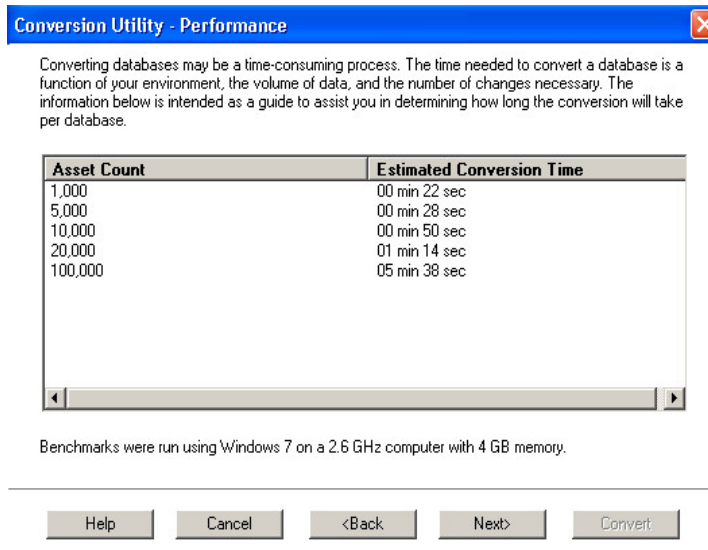 Conversion Utility - Performance
Converting databases may be a time-consuming process. The time needed to convert a database is a
function of your environment, the volume of data, and the number of changes necessary. The
information below is intended as a guide to assist you in determining how long the conversion will take
per database.
Asset Count Estimated Conversion Time
1,000 00 min 22 sec
5,000 00 min 28 sec
10,000 00 min 50 sec
20,000 01 min 14 sec
100,000 05 min 38 sec
Benchmarks were run using Windows 7 on a 2.6 GHz computer with 4 GB memory.
Help Cancel <Back Next> Convert